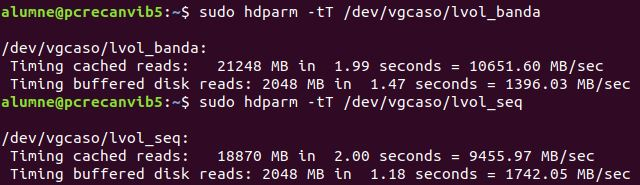 alumne@pcrecanvib5:~$ sudo hdparm -tT /dev/vgcaso/lvol_banda

/dev/vgcaso/lvol_banda:
 Timing cached reads:   21248 MB in  1.99 seconds = 10651.60 MB/sec
 Timing buffered disk reads: 2048 MB in  1.47 seconds = 1396.03 MB/sec
alumne@pcrecanvib5:~$ sudo hdparm -tT /dev/vgcaso/lvol_seq

/dev/vgcaso/lvol_seq:
 Timing cached reads:   18870 MB in  2.00 seconds = 9455.97 MB/sec
 Timing buffered disk reads: 2048 MB in  1.18 seconds = 1742.05 MB/sec